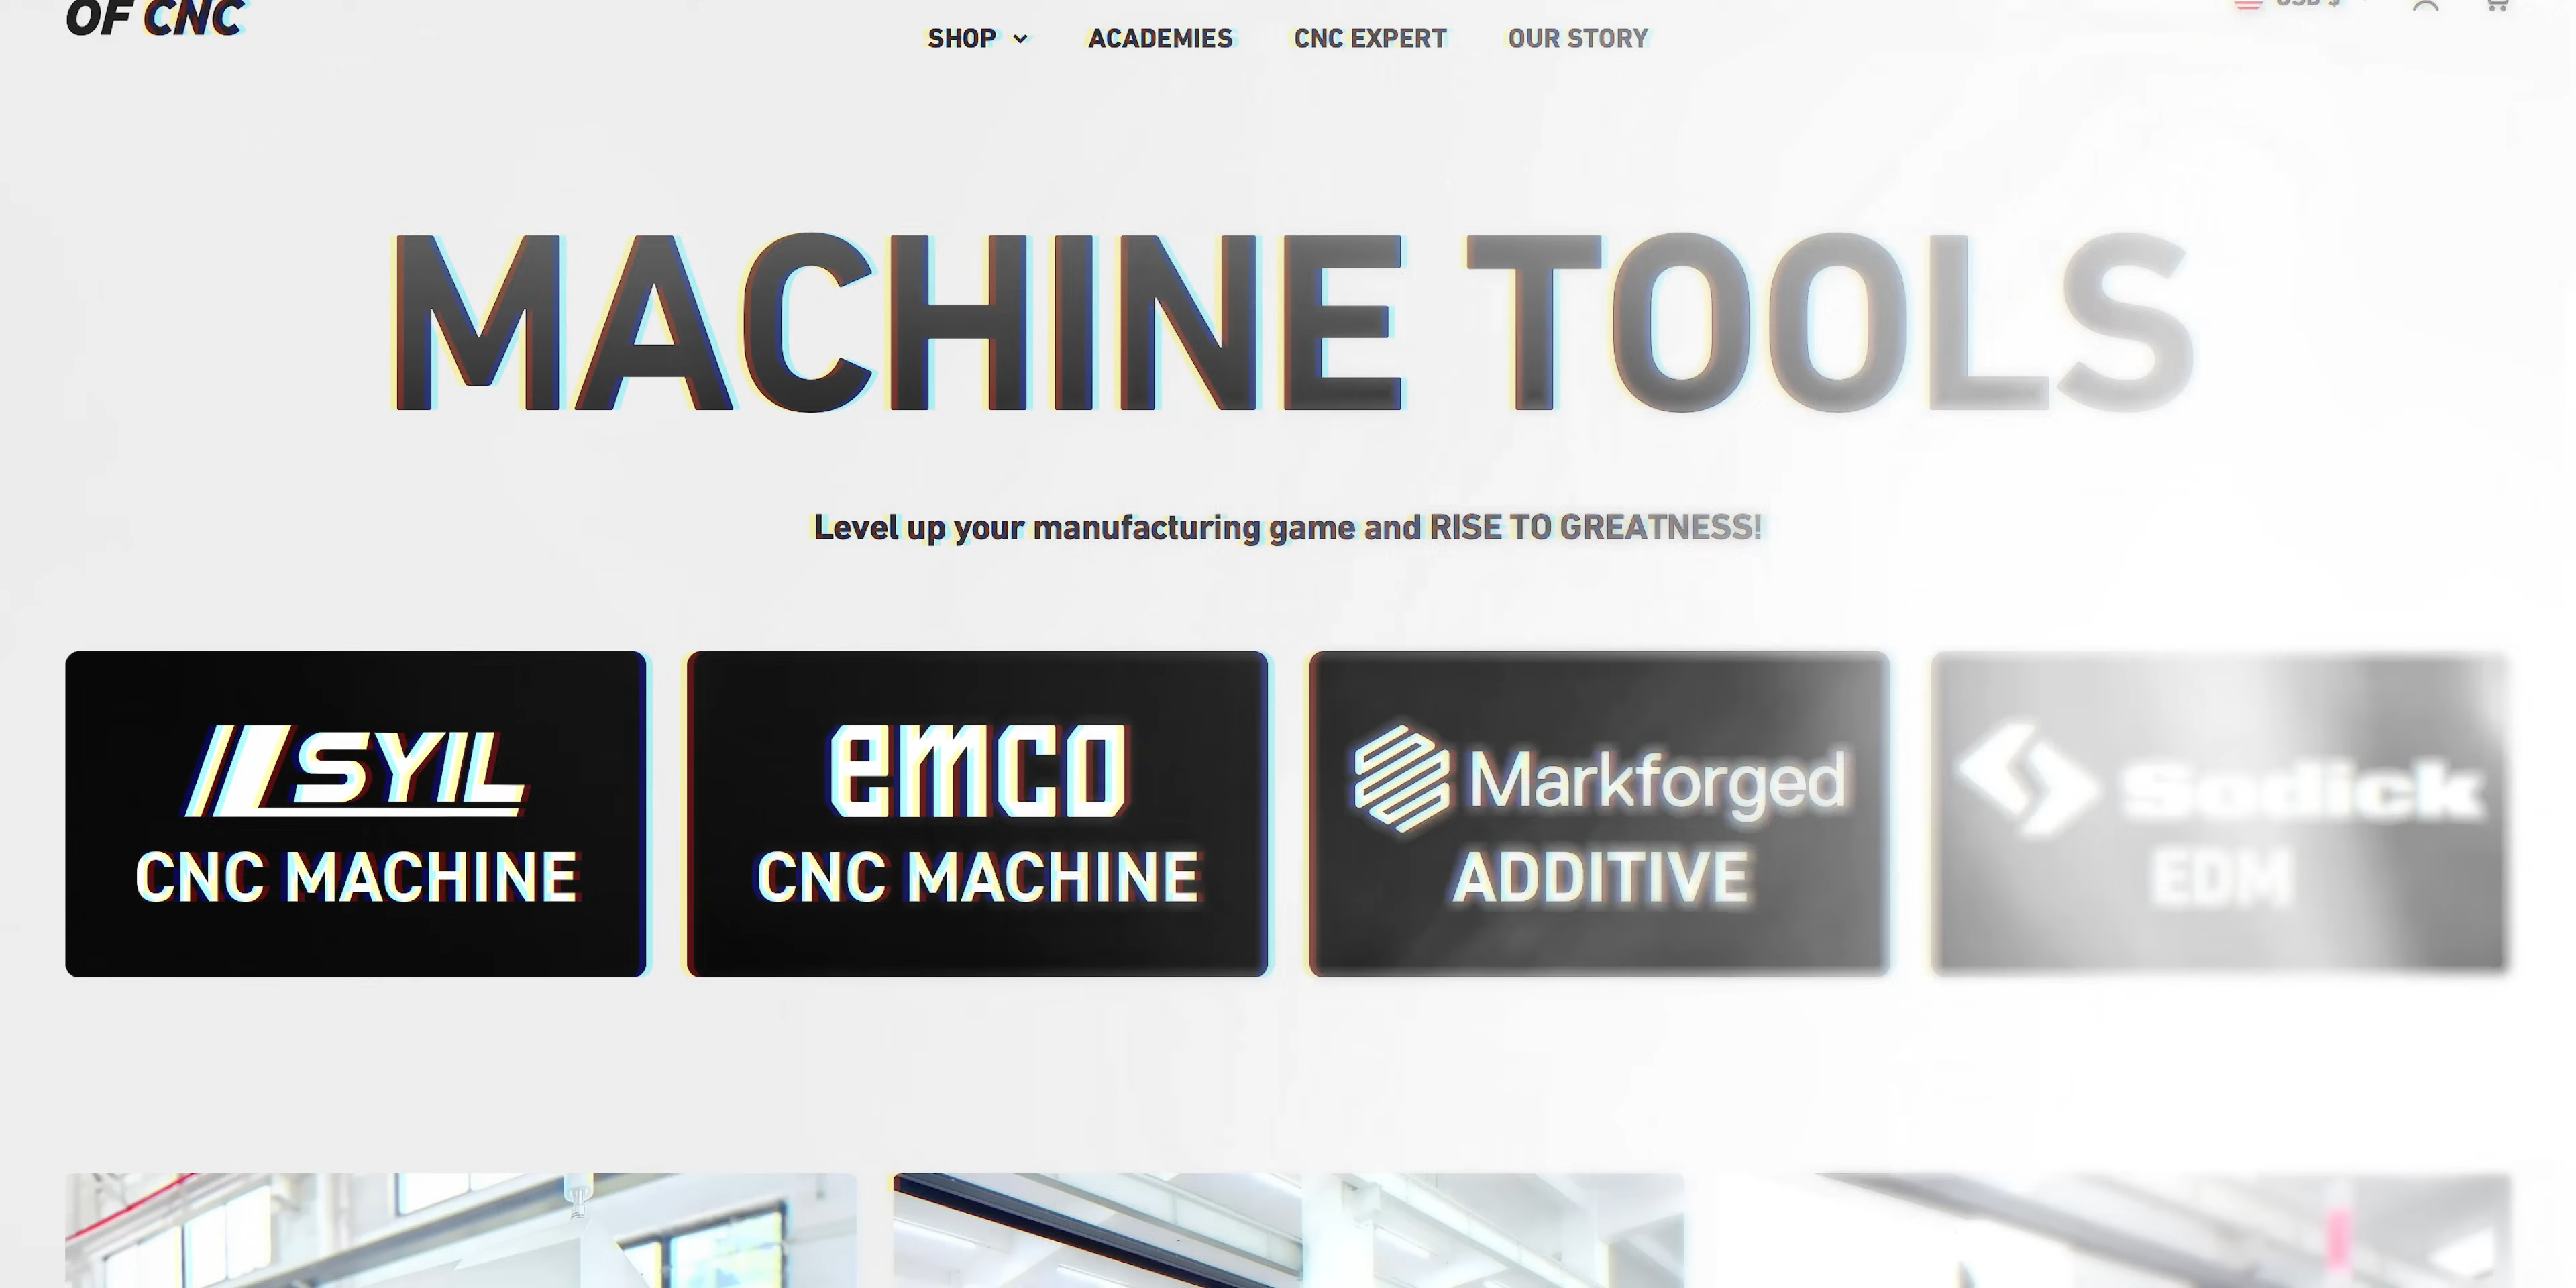 OF CNC
SHOP ACADEMIES CNC EXPERT OUR STORY
USD $
MACHINE TOOLS
Level up your manufacturing game and RISE TO GREATNESS!
SYIL
CNC MACHINE
emco
CNC MACHINE
Markforged
ADDITIVE
Sodick
EDM